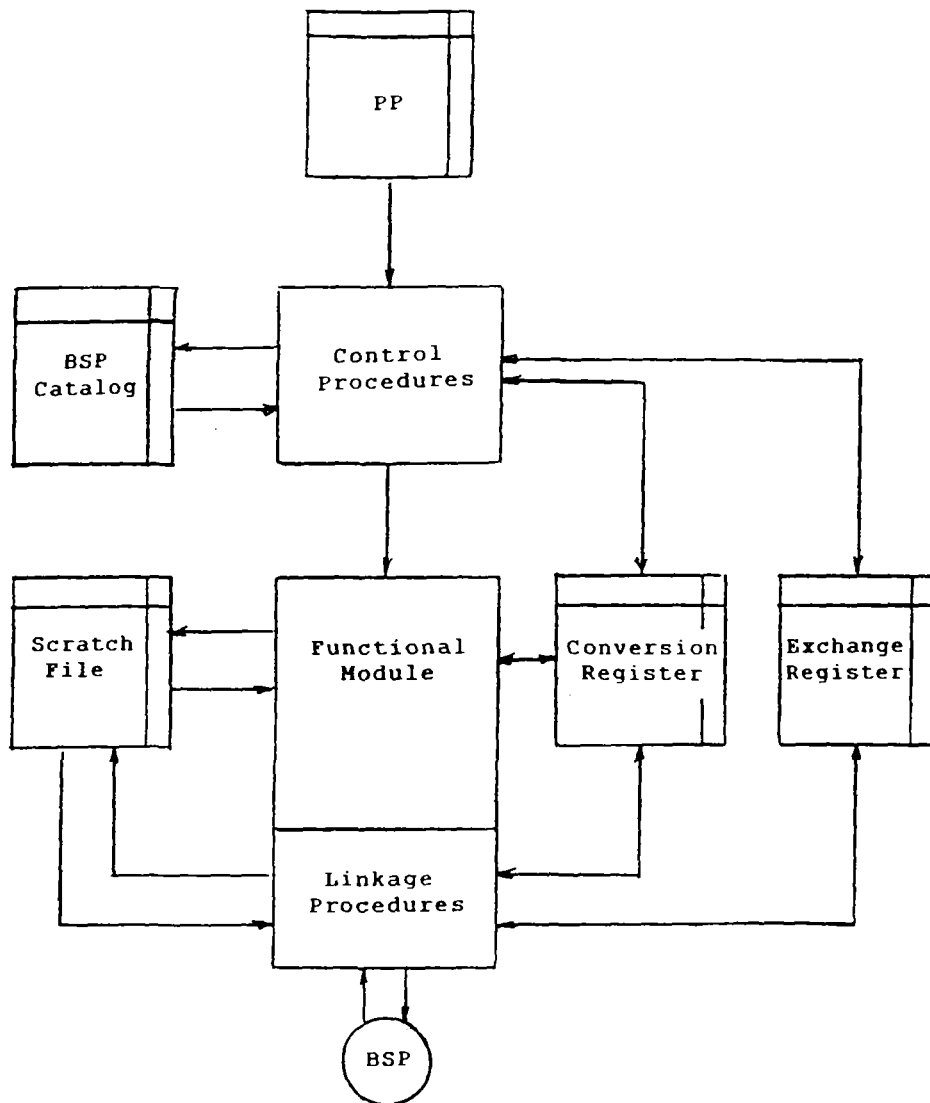 PP
BSP
Catalog
Control
Procedures
Scratch
File
Functional
Module
Conversion
Register
Exchange
Register
Linkage
Procedures
BSP